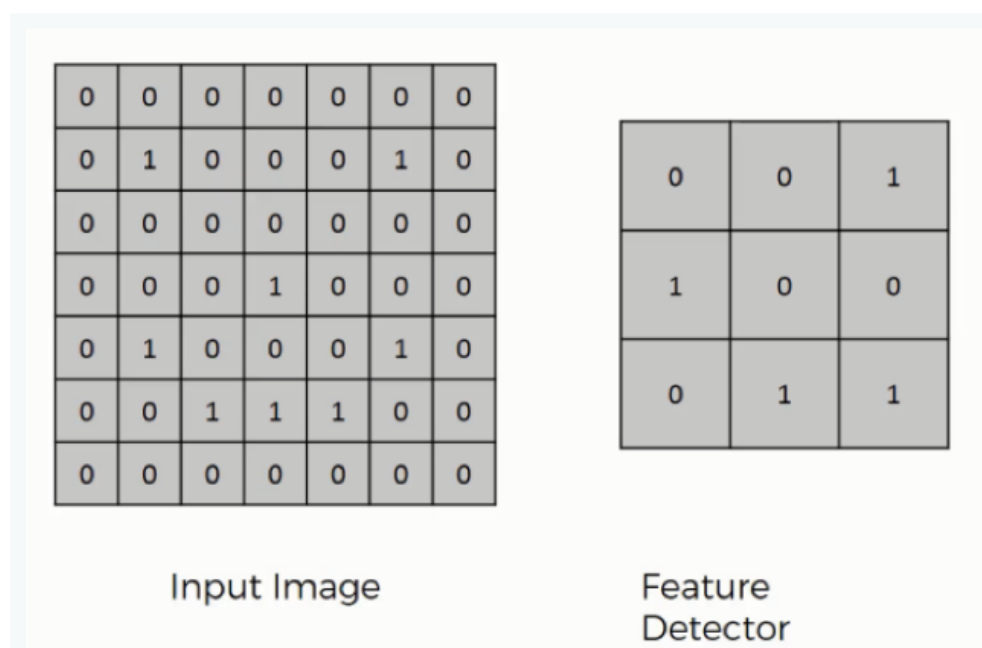 0 0 0 0 0 0 0
0 1 0 0 0 1 0
0 0 0 0 0 0 0
0 0 0 1 0 0 0
0 1 0 0 0 1 0
0 0 1 1 1 0 0
0 0 0 0 0 0 0
Input Image
0 0 1
1 0 0
0 1 1
Feature
Detector